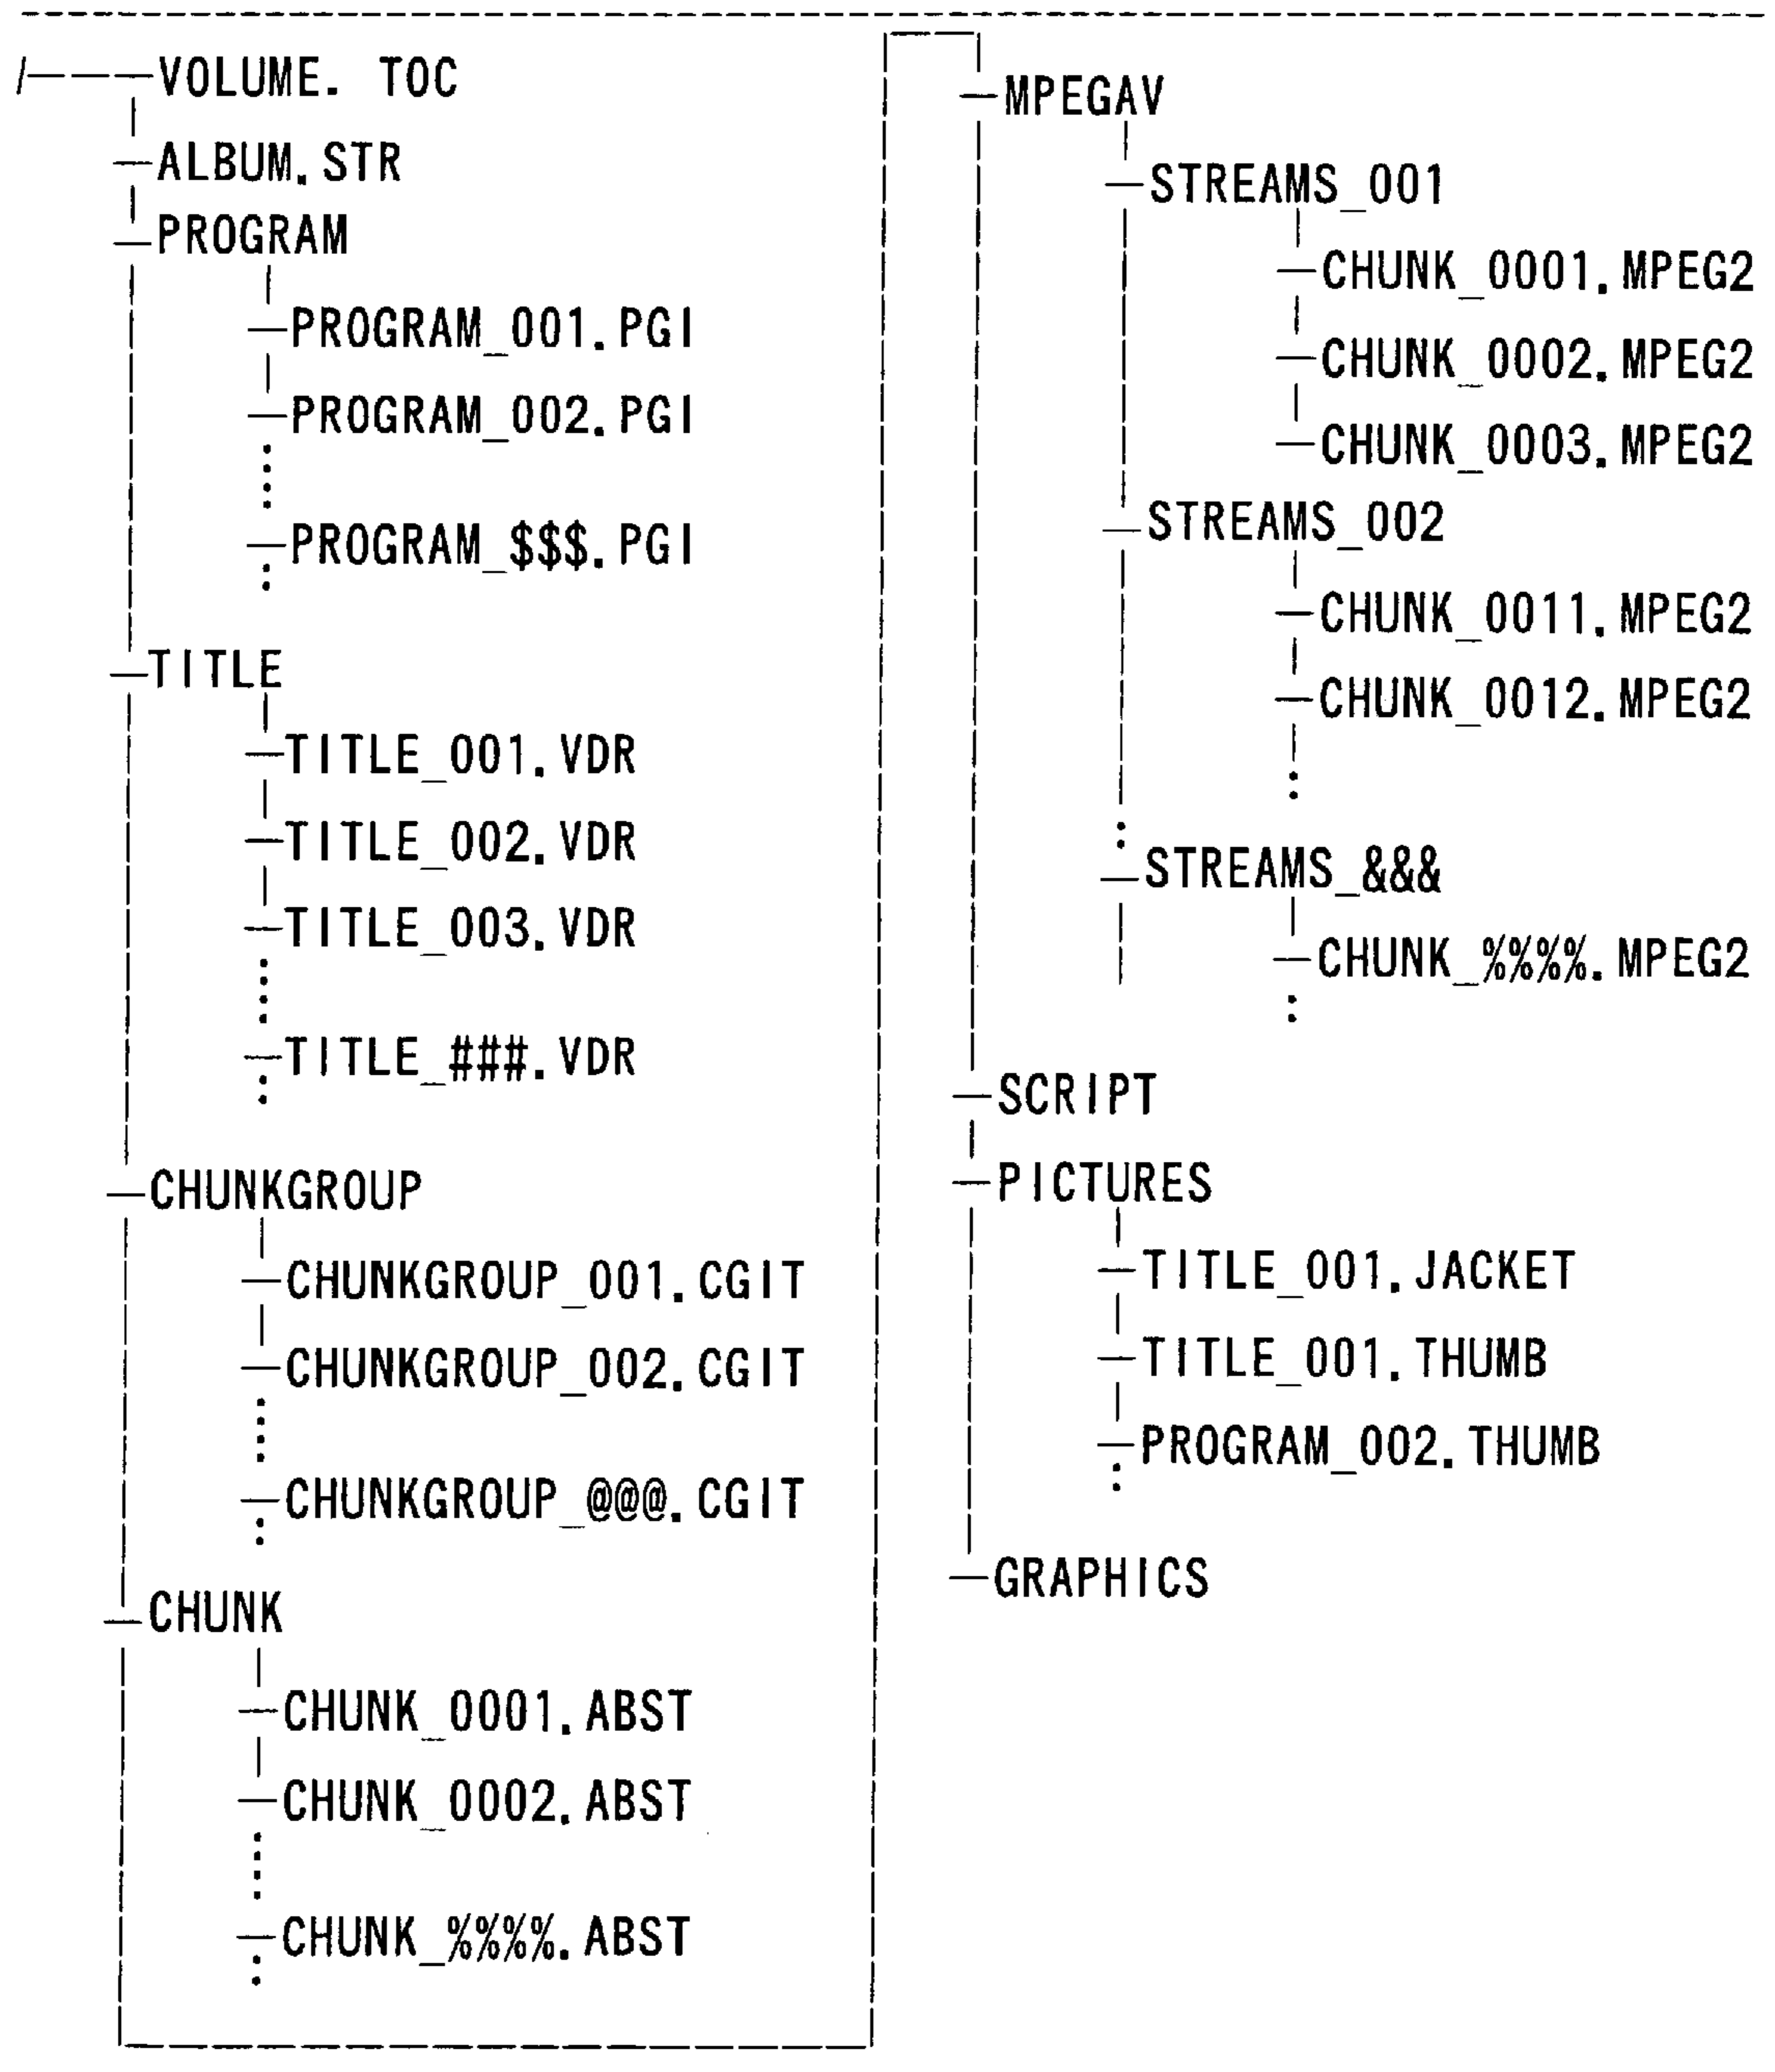 /---VOLUME. TOC
ALBUM.STR
PROGRAM
PROGRAM_001.PGI
PROGRAM_002.PGI
PROGRAM_$$$.PGI
TITLE
TITLE_001.VDR
TITLE_002.VDR
TITLE_003.VDR
TITLE_###.VDR
CHUNKGROUP
CHUNKGROUP_001.CGIT
CHUNKGROUP_002.CGIT
CHUNKGROUP_@@@.CGIT
CHUNK
CHUNK_0001.ABST
CHUNK_0002.ABST
CHUNK_%%%%.ABST
MPEGAV
STREAMS_001
CHUNK_0001.MPEG2
CHUNK_0002.MPEG2
CHUNK_0003.MPEG2
STREAMS_002
CHUNK_0011.MPEG2
CHUNK_0012.MPEG2
STREAMS_&&&
CHUNK_%%%%.MPEG2
SCRIPT
PICTURES
TITLE_001.JACKET
TITLE_001.THUMB
PROGRAM_002.THUMB
GRAPHICS